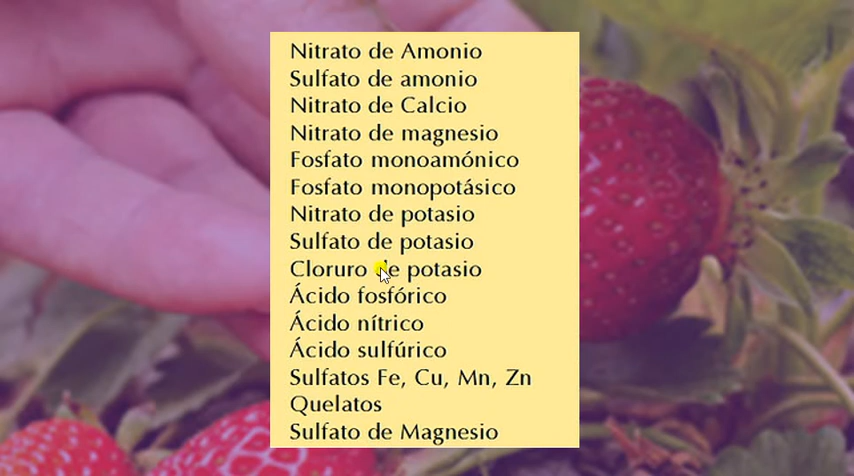 Nitrato de Amonio
Sulfato de amonio
Nitrato de Calcio
Nitrato de magnesio
Fosfato monoamónico
Fosfato monopotásico
Nitrato de potasio
Sulfato de potasio
Cloruro de potasio
Ácido fosfórico
Ácido nítrico
Ácido sulfúrico
Sulfatos Fe, Cu, Mn, Zn
Quelatos
Sulfato de Magnesio